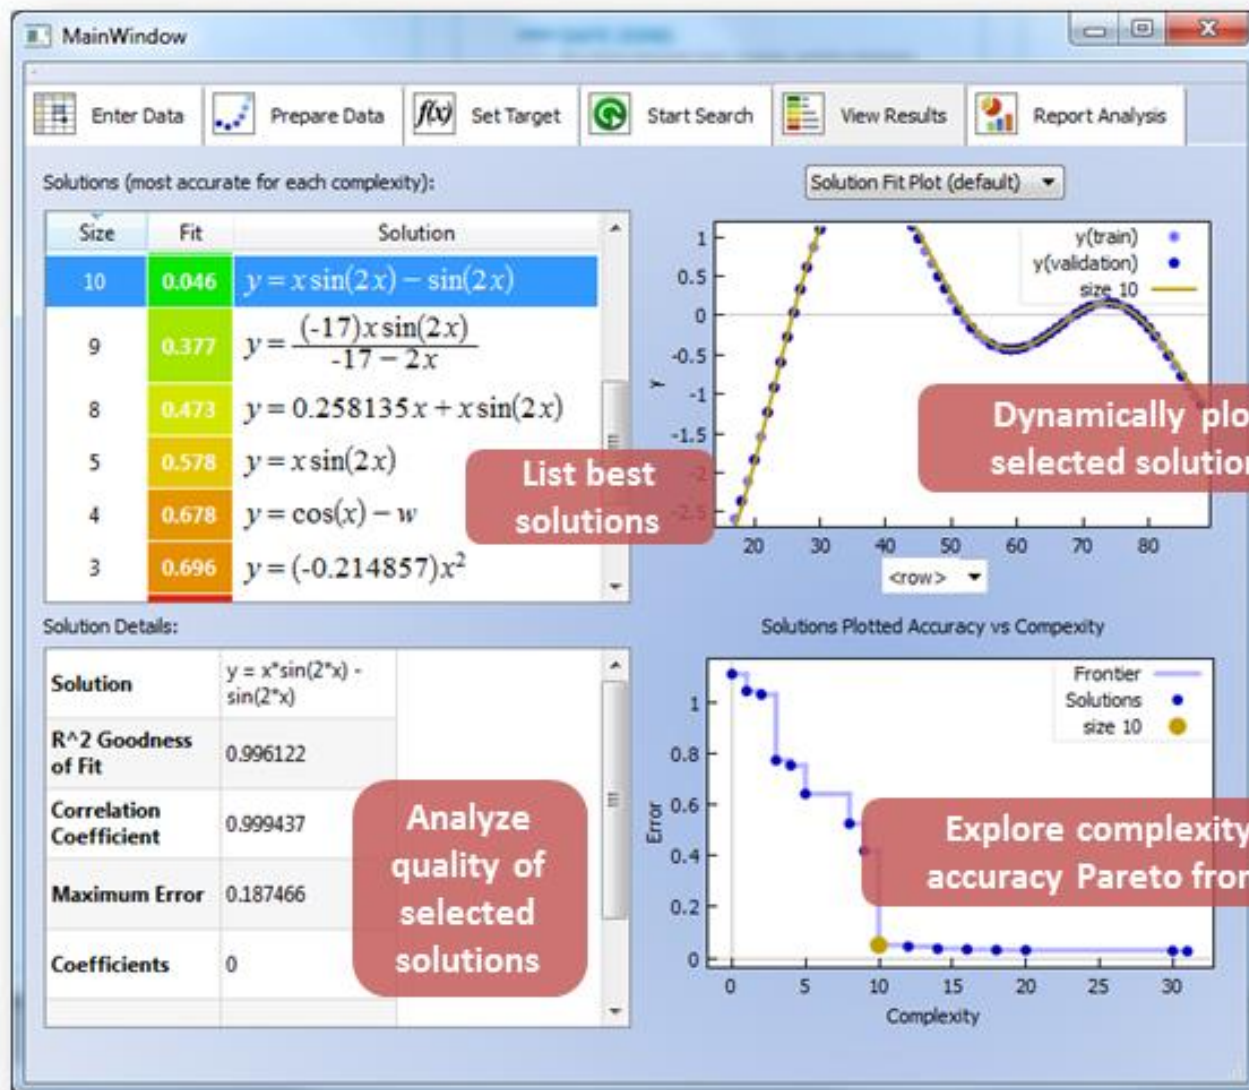 MainWindow
Enter Data
Prepare Data
f(x) Set Target
Start Search
View Results
Report Analysis
Solutions (most accurate for each complexity):
Size Fit Solution
10 0.046 y = x sin(2x) − sin(2x)
9 0.377 y = (-17)x sin(2x) / -17 − 2x
8 0.473 y = 0.258135x + x sin(2x)
5 0.578 y = x sin(2x)
4 0.678 y = cos(x) − w
3 0.696 y = (-0.214857)x²
List best
solutions
Solution Fit Plot (default)
y(train)
y(validation)
size 10
1
0.5
0
-0.5
-1
-1.5
-2
-2.5
y
20 30 40 50 60 70 80
<row>
Dynamically plo
selected solution
Solution Details:
Solution y = x*sin(2*x) -
sin(2*x)
R^2 Goodness
of Fit 0.996122
Correlation
Coefficient 0.999437
Maximum Error 0.187466
Coefficients 0
Analyze
quality of
selected
solutions
Solutions Plotted Accuracy vs Compexity
Frontier
Solutions
size 10
1
0.8
0.6
0.4
0.2
0
Error
0 5 10 15 20 25 30
Complexity
Explore complexity
accuracy Pareto fron